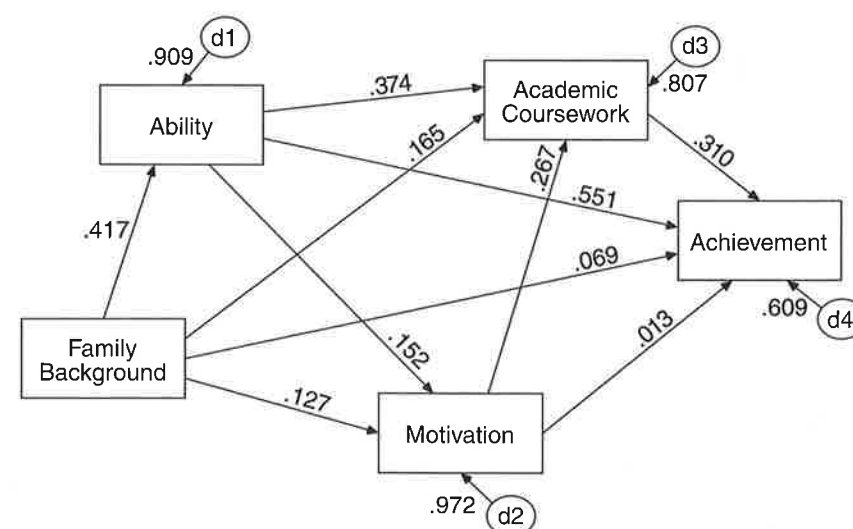 d1
.909
d3
.807
Ability
.374
Academic
Coursework
.165
.267
.310
.551
.417
Achievement
.069
.609
d4
.013
Family
Background
.152
.127
Motivation
.972
d2